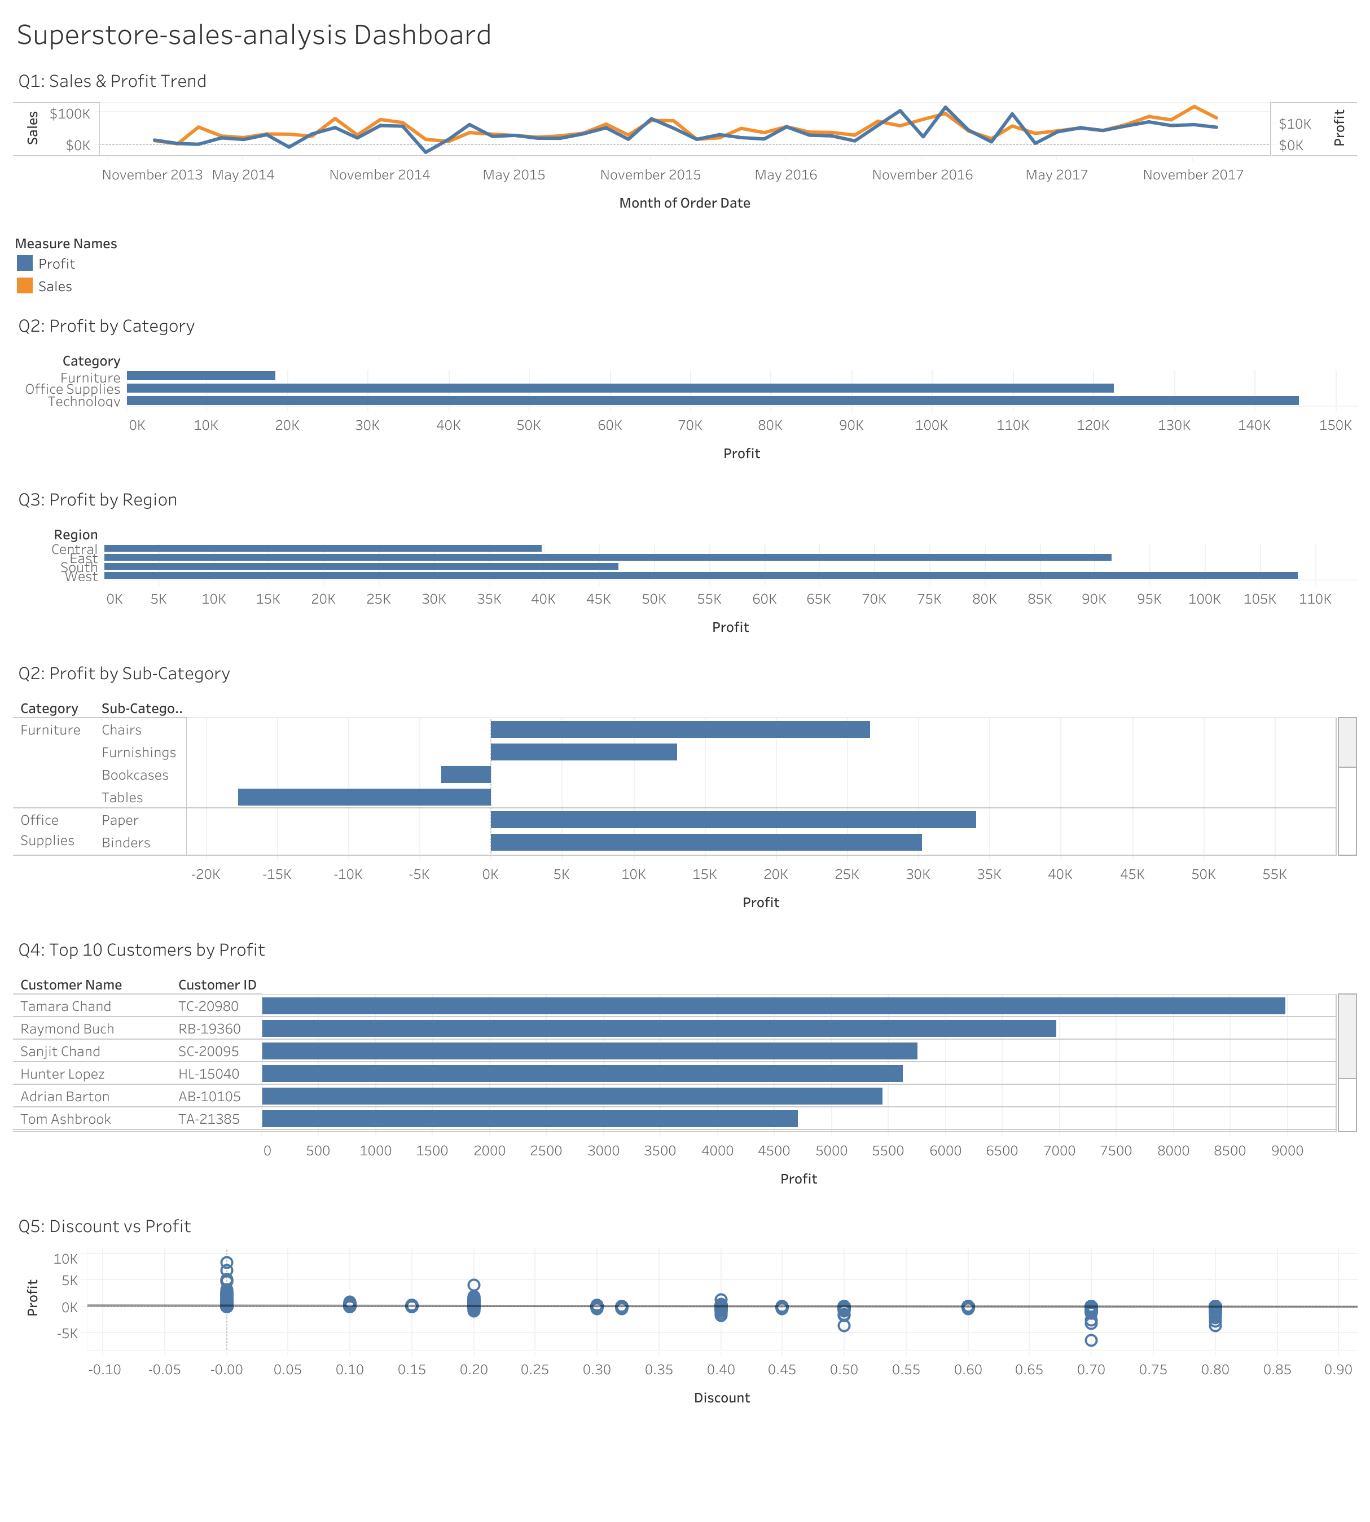 Superstore-sales-analysis Dashboard
Q1: Sales & Profit Trend
Sales
$100K
$0K
$10K
$0K
Profit
November 2013 May 2014 November 2014 May 2015 November 2015 May 2016 November 2016 May 2017 November 2017
Month of Order Date
Measure Names
Profit
Sales
Q2: Profit by Category
Category
Furniture
Office Supplies
Technology
0K 10K 20K 30K 40K 50K 60K 70K 80K 90K 100K 110K 120K 130K 140K 150K
Profit
Q3: Profit by Region
Region
Central
East
South
West
0K 5K 10K 15K 20K 25K 30K 35K 40K 45K 50K 55K 60K 65K 70K 75K 80K 85K 90K 95K 100K 105K 110K
Profit
Q2: Profit by Sub-Category
Category Sub-Catego..
Furniture Chairs
Furnishings
Bookcases
Tables
Office Paper
Supplies Binders
-20K -15K -10K -5K 0K 5K 10K 15K 20K 25K 30K 35K 40K 45K 50K 55K
Profit
Q4: Top 10 Customers by Profit
Customer Name Customer ID
Tamara Chand TC-20980
Raymond Buch RB-19360
Sanjit Chand SC-20095
Hunter Lopez HL-15040
Adrian Barton AB-10105
Tom Ashbrook TA-21385
0 500 1000 1500 2000 2500 3000 3500 4000 4500 5000 5500 6000 6500 7000 7500 8000 8500 9000
Profit
Q5: Discount vs Profit
Profit
10K
5K
0K
-5K
-0.10 -0.05 -0.00 0.05 0.10 0.15 0.20 0.25 0.30 0.35 0.40 0.45 0.50 0.55 0.60 0.65 0.70 0.75 0.80 0.85 0.90
Discount